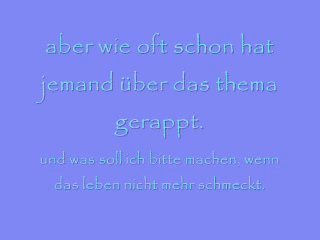 aber wie oft schon hat
jemand über das thema
gerappt.
und was soll ich bitte machen. wenn
das leben nicht mehr schmeckt.